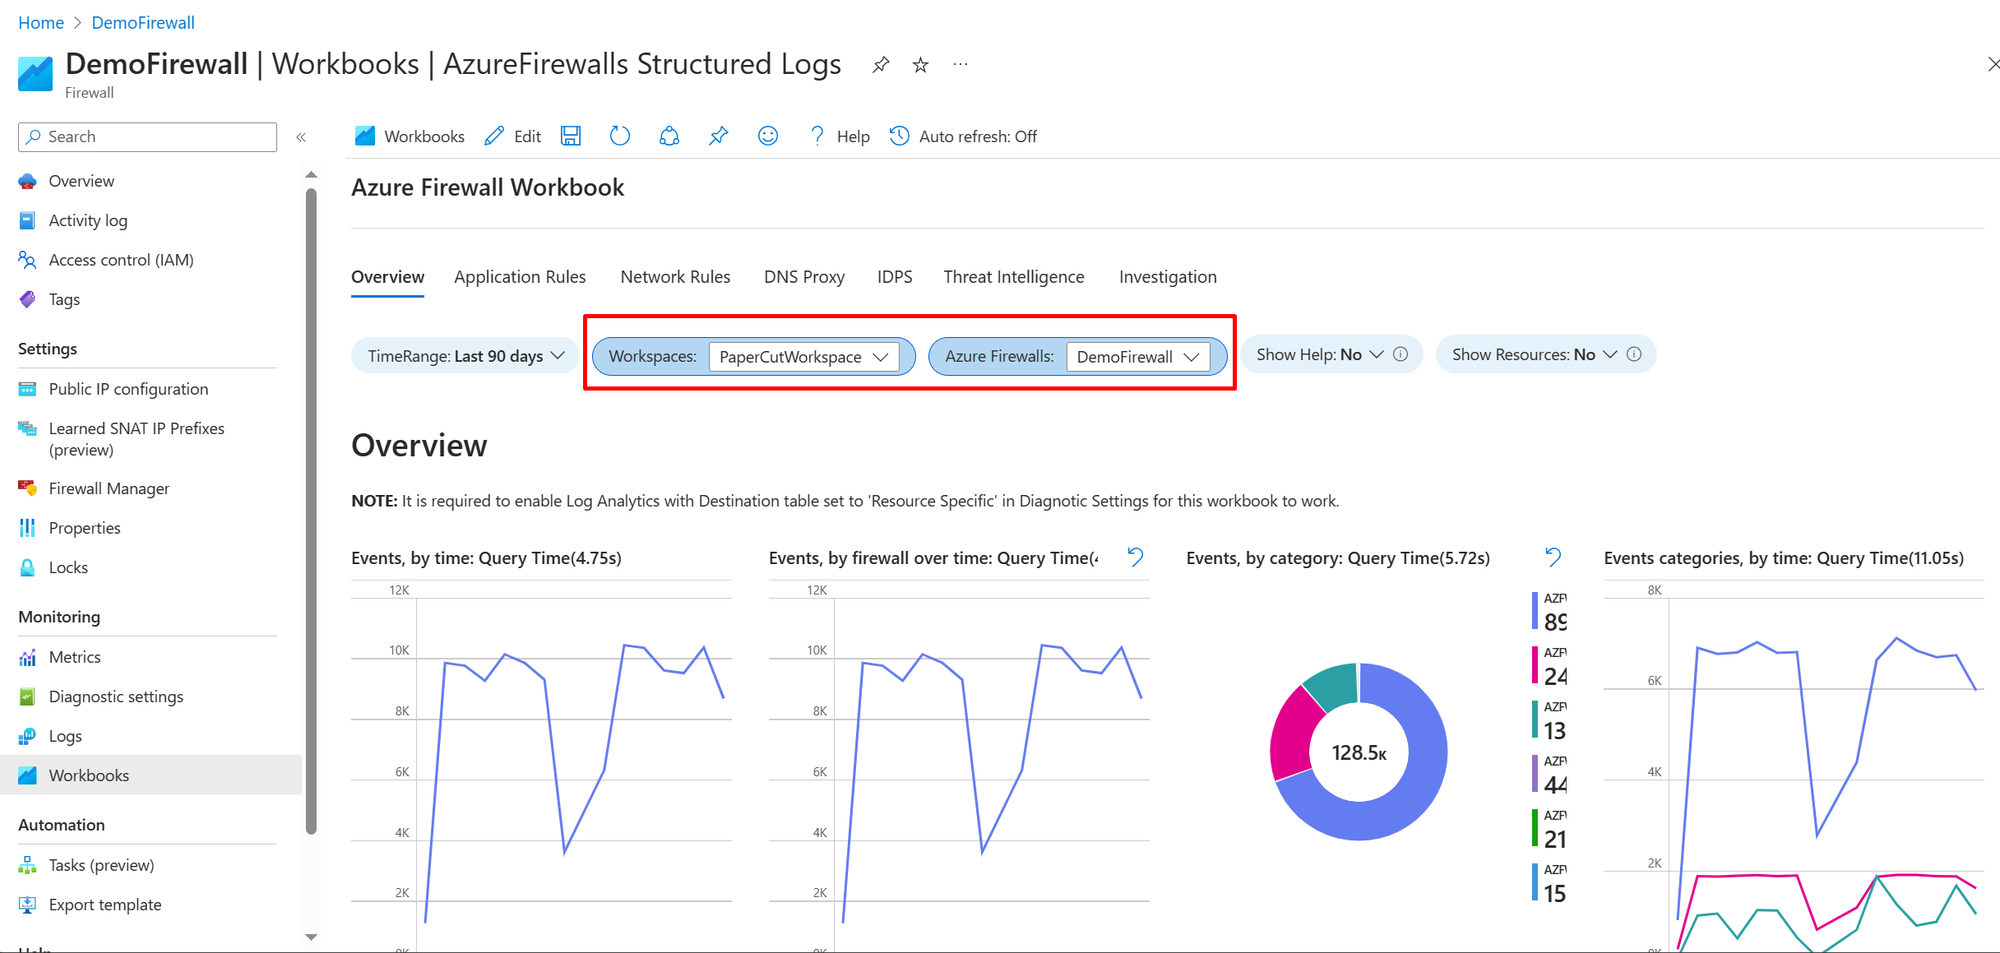 Home > DemoFirewall
DemoFirewall | Workbooks | AzureFirewalls Structured Logs ...
Firewall
Search
«
Workbooks
Edit
? Help
Auto refresh: Off
Overview
Activity log
Access control (IAM)
Tags
Settings
Public IP configuration
Learned SNAT IP Prefixes
(preview)
Firewall Manager
Properties
Locks
Monitoring
Metrics
Diagnostic settings
Logs
Workbooks
Automation
Tasks (preview)
Export template
Azure Firewall Workbook
Overview Application Rules Network Rules DNS Proxy IDPS Threat Intelligence Investigation
TimeRange: Last 90 days
Workspaces: PaperCutWorkspace
Azure Firewalls: DemoFirewall
Show Help: No
Show Resources: No
Overview
NOTE: It is required to enable Log Analytics with Destination table set to 'Resource Specific' in Diagnotic Settings for this workbook to work.
Events, by time: Query Time(4.75s)
12K
10K
8K
6K
4K
2K
Events, by firewall over time: Query Time(
12K
10K
8K
6K
4K
2K
Events, by category: Query Time(5.72s)
128.5K
AZF
89
AZF
24
AZF
13
AZF
44
AZF
21
AZF
15
Events categories, by time: Query Time(11.05s)
8K
6K
4K
2K